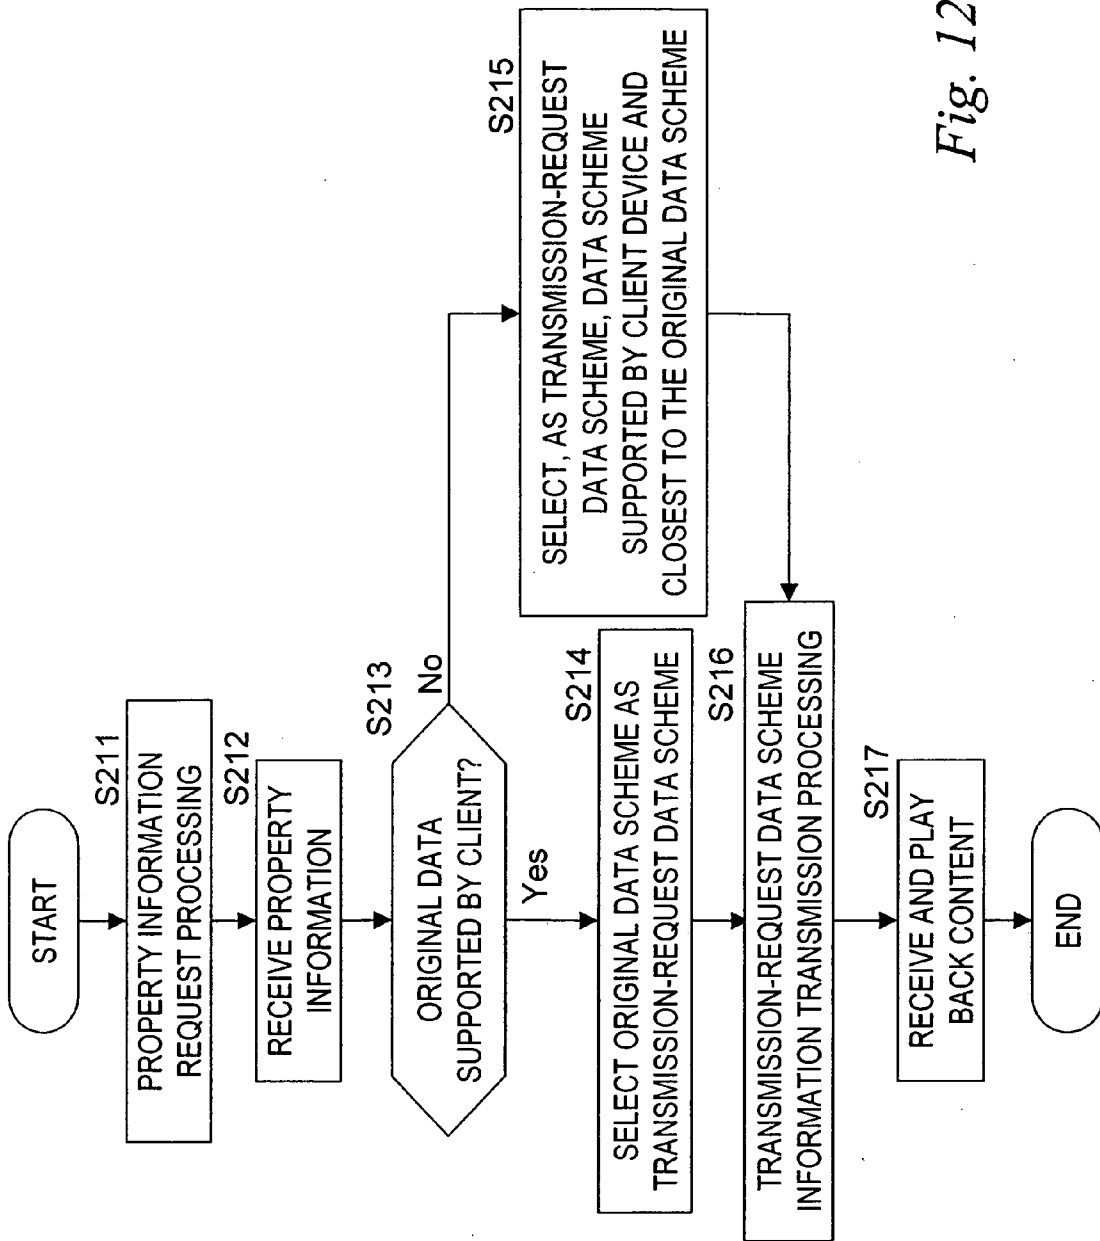 START
S211
PROPERTY INFORMATION
REQUEST PROCESSING
S212
RECEIVE PROPERTY
INFORMATION
S213
ORIGINAL DATA
SUPPORTED BY CLIENT?
No
Yes
S214
SELECT ORIGINAL DATA SCHEME AS
TRANSMISSION-REQUEST DATA SCHEME
S215
SELECT, AS TRANSMISSION-REQUEST
DATA SCHEME, DATA SCHEME
SUPPORTED BY CLIENT DEVICE AND
CLOSEST TO THE ORIGINAL DATA SCHEME
S216
TRANSMISSION-REQUEST DATA SCHEME
INFORMATION TRANSMISSION PROCESSING
S217
RECEIVE AND PLAY
BACK CONTENT
END
Fig. 12